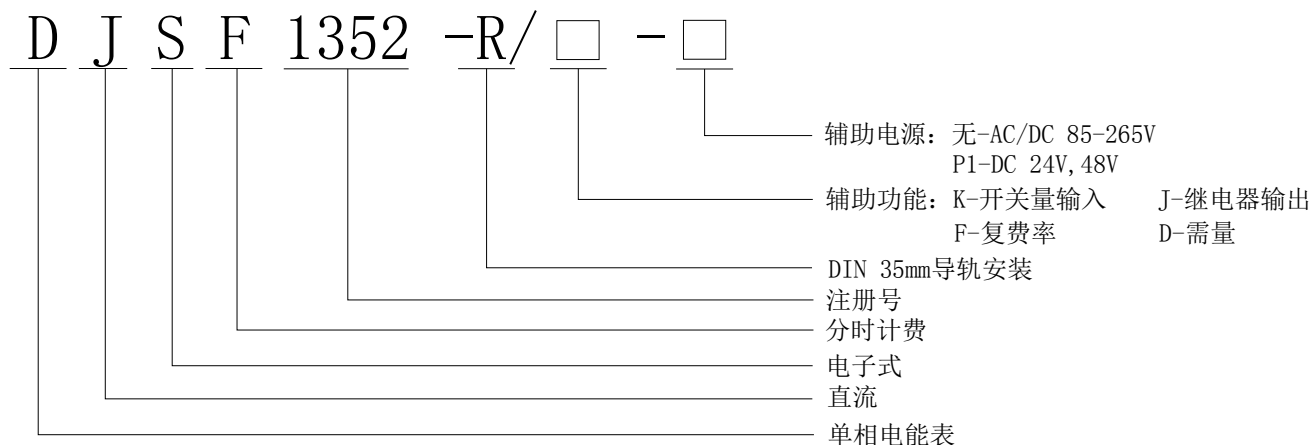 DJSF1352-R/□-□
辅助电源：无-AC/DC 85-265V
P1-DC 24V,48V
辅助功能：K-开关量输入 J-继电器输出
F-复费率 D-需量
DIN 35mm导轨安装
注册号
分时计费
电子式
直流
单相电能表